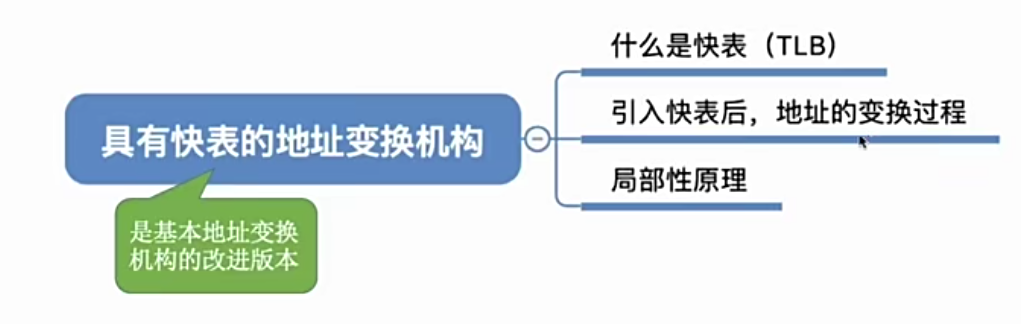 什么是快表（TLB）
引入快表后，地址的变换过程
具有快表的地址变换机构
局部性原理
是基本地址变换
机构的改进版本